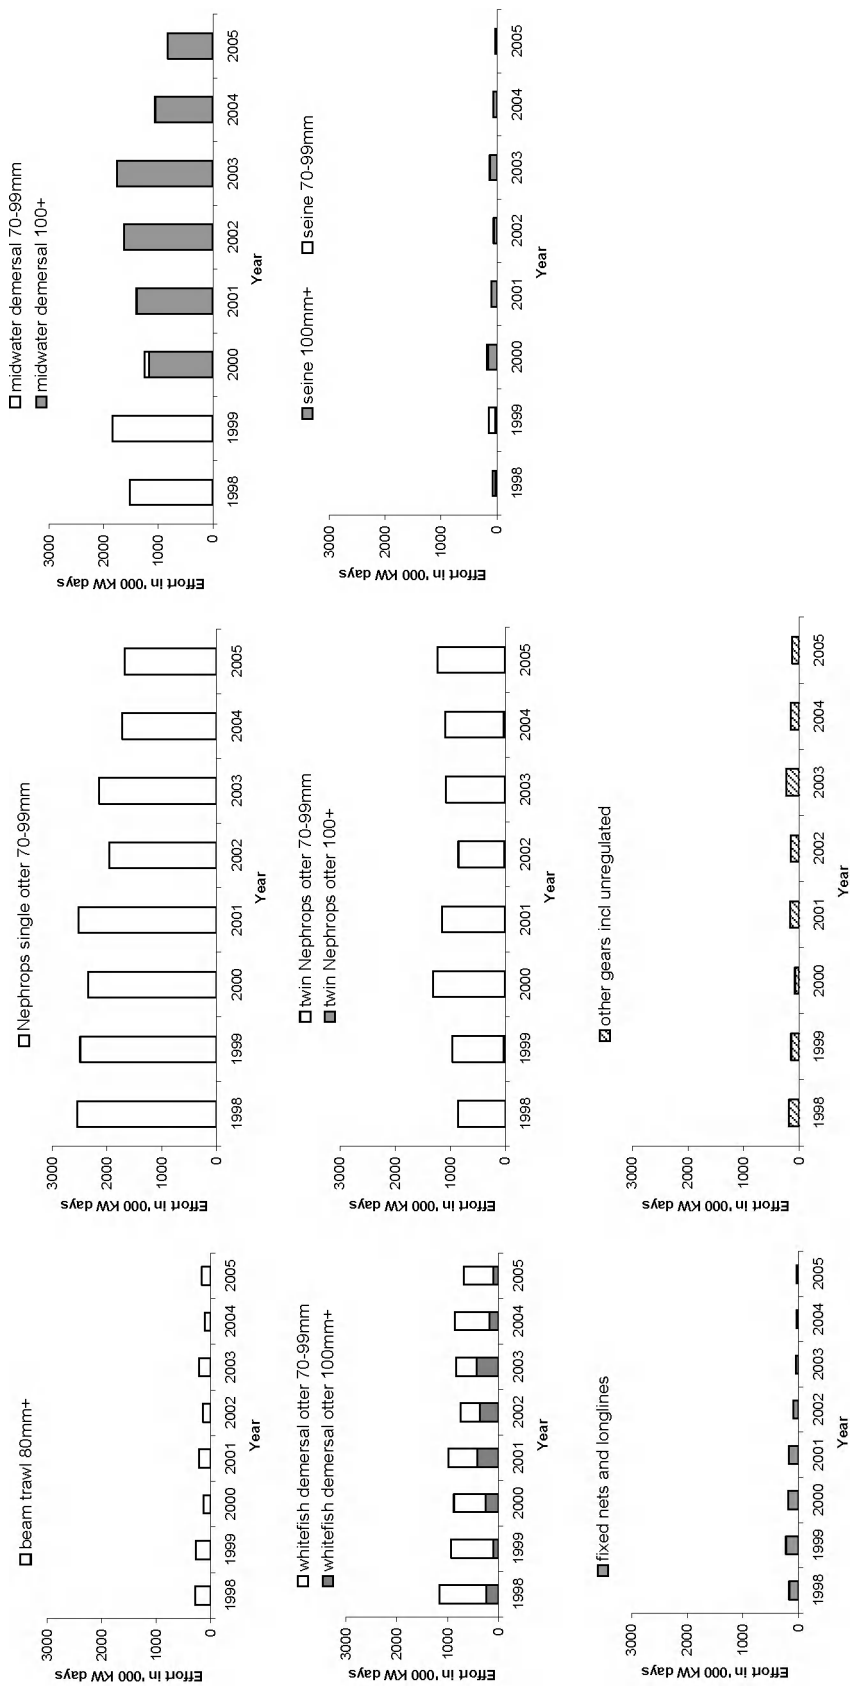 beam trawl 80mm+
Effort in '000 KW days
3000
2000
1000
0
1998 1999 2000 2001 2002 2003 2004 2005
Year
Nephrops single otter 70-99mm
Effort in '000 KW days
3000
2000
1000
0
1998 1999 2000 2001 2002 2003 2004 2005
Year
midwater demersal 70-99mm
midwater demersal 100+
Effort in '000 KW days
3000
2000
1000
0
1998 1999 2000 2001 2002 2003 2004 2005
Year
whitefish demersal otter 70-99mm
whitefish demersal otter 100mm+
Effort in '000 KW days
3000
2000
1000
0
1998 1999 2000 2001 2002 2003 2004 2005
Year
twin Nephrops otter 70-99mm
twin Nephrops otter 100+
Effort in '000 KW days
3000
2000
1000
0
1998 1999 2000 2001 2002 2003 2004 2005
Year
seine 100mm+ seine 70-99mm
Effort in '000 KW days
3000
2000
1000
0
1998 1999 2000 2001 2002 2003 2004 2005
Year
fixed nets and longlines
Effort in '000 KW days
3000
2000
1000
0
1998 1999 2000 2001 2002 2003 2004 2005
Year
other gears incl unregulated
Effort in '000 KW days
3000
2000
1000
0
1998 1999 2000 2001 2002 2003 2004 2005
Year